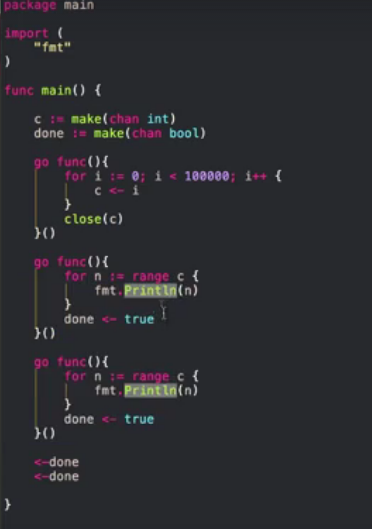 package main
import (
"fmt"
)
func main() {
c := make(chan int)
done := make(chan bool)
go func(){
for i := 0; i < 100000; i++ {
c <- i
}
close(c)
}()
go func(){
for n := range c {
fmt.Println(n)
}
done <- true
}()
go func(){
for n := range c {
fmt.Println(n)
}
done <- true
}()
<-done
<-done
}